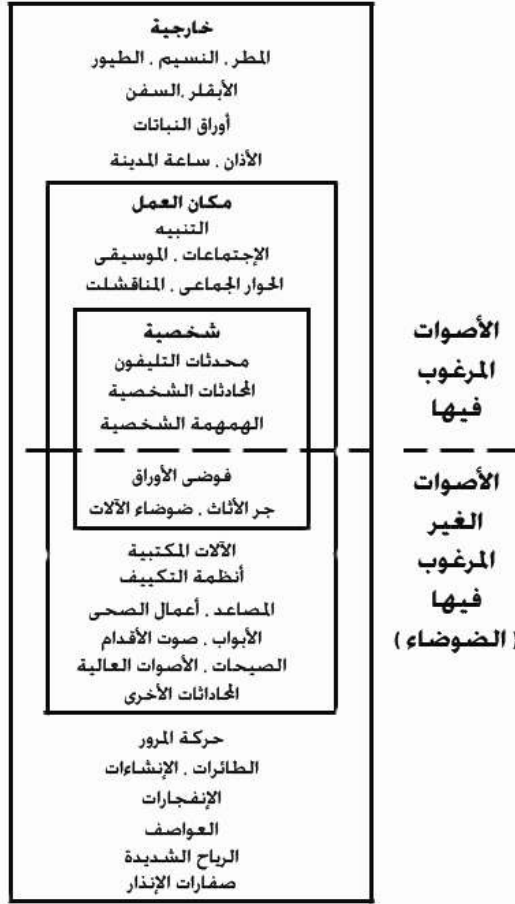 خارجية
المطر . النسيم . الطيور
الأبقلر .السفن
أوراق النباتات
الأذان . ساعة المدينة
مكان العمل
التنبيه
الإجتماعات . الموسيقى
الحوار الجماعى . المناقشلت
شخصية
محدثات التليفون
المحادثات الشخصية
الهمهمة الشخصية
الأصوات
المرغوب
فيها
فوضى الأوراق
جر الأثاث . ضوضاء الآلات
الآلات المكتبية
أنظمة التكييف
المصاعد . أعمال الصحى
الأبواب . صوت الأقدام
الصيحات . الأصوات العالية
المحاداثات الأخرى
حركة المرور
الطائرات . الإنشاءات
الإنفجارات
العواصف
الرياح الشديدة
صفارات الإنذار
الأصوات
الغير
المرغوب
فيها
( الضوضاء )